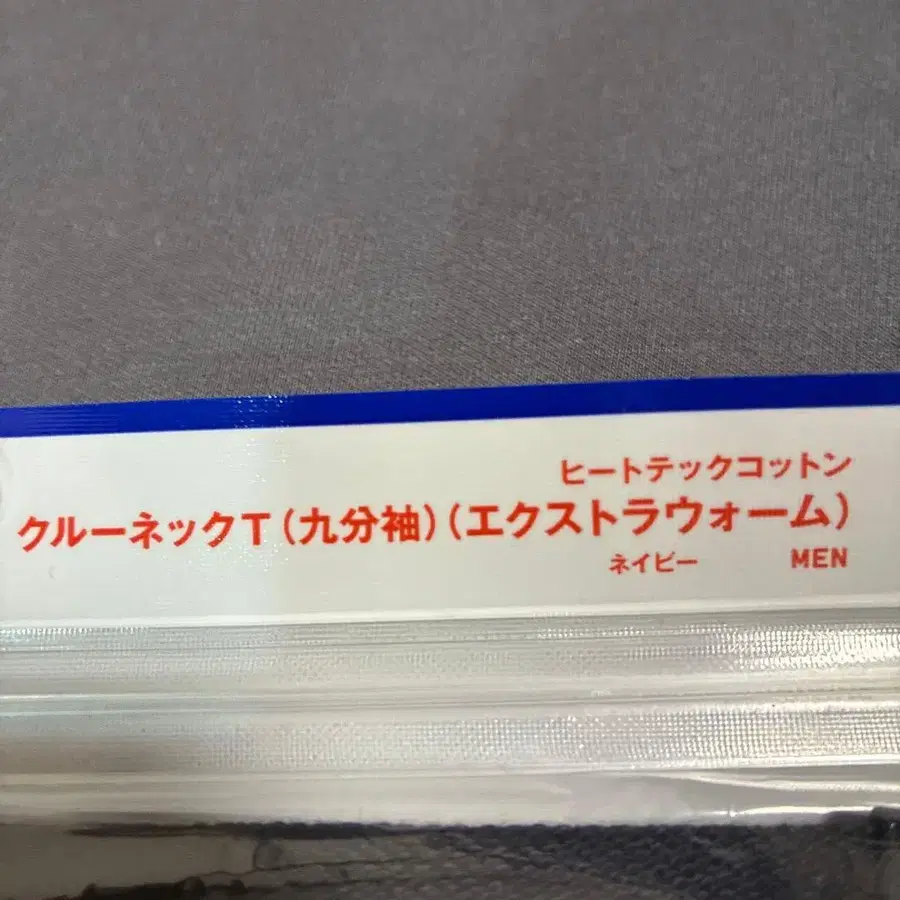 ヒートテックコットン
クルーネックT（九分袖）（エクストラウォーム）
ネイビー MEN